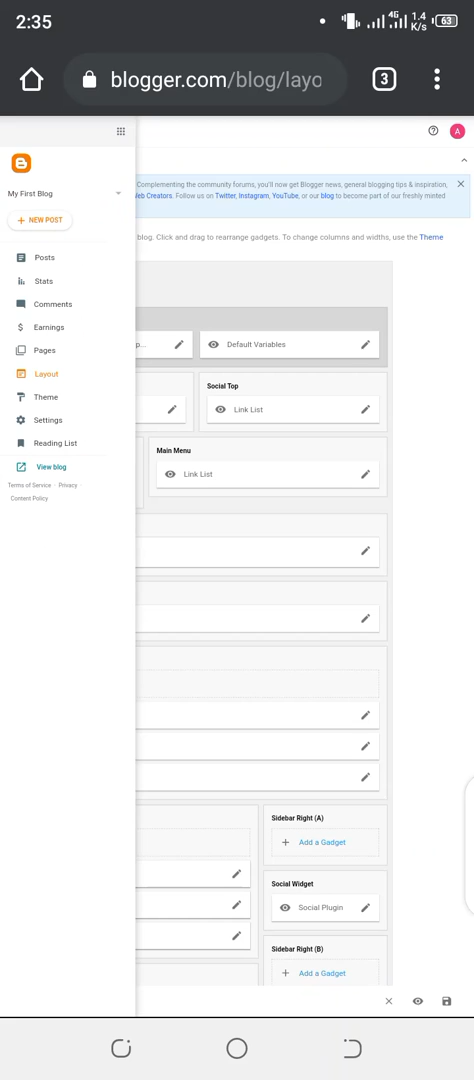 2:35
4G
1.4
K/s
63
blogger.com/blog/layo
3
A
My First Blog
Complementing the community forums, you'll now get Blogger news, general blogging tips & instruction,
Web Creators. Follow us on Twitter, Instagram, YouTube, or our blog to become part of our freshly minted
+ NEW POST
blog. Click and drag to rearrange gadgets. To change columns and widths, use the Theme
Posts
Stats
Comments
Earnings
Pages
Layout
Theme
Settings
Reading List
View blog
Terms of Service · Privacy ·
Content Policy
p...
Default Variables
Social Top
Link List
Main Menu
Link List
Sidebar Right (A)
+ Add a Gadget
Social Widget
Social Plugin
Sidebar Right (B)
+ Add a Gadget